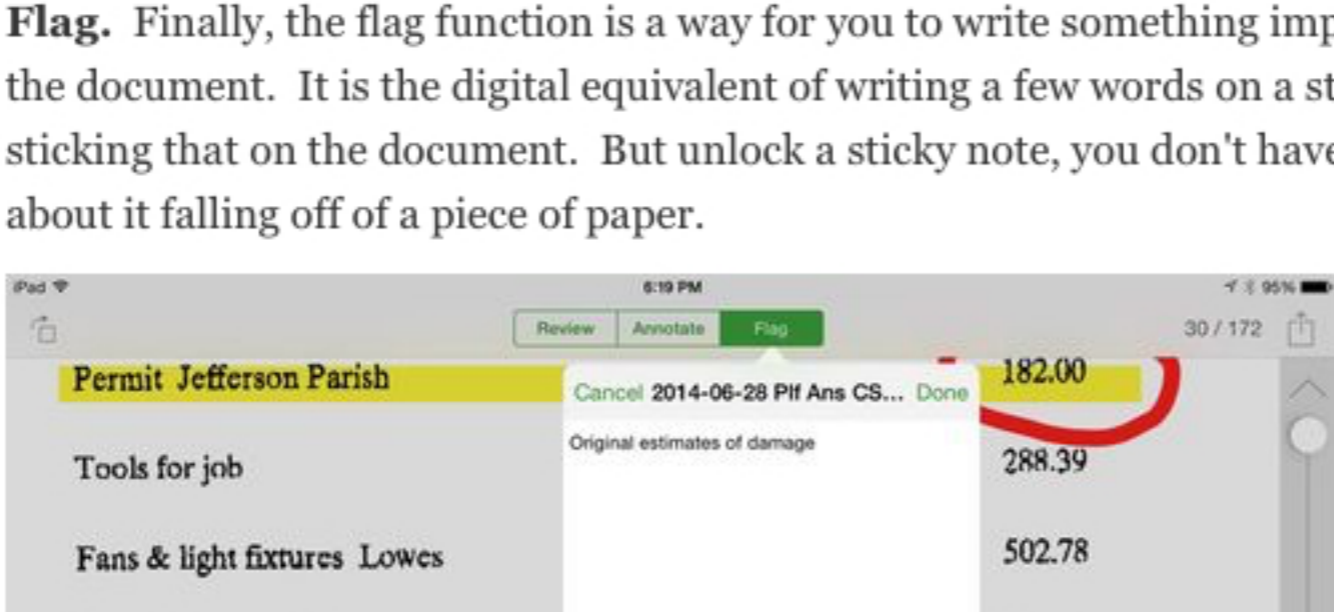 Flag. Finally, the flag function is a way for you to write something imp
the document. It is the digital equivalent of writing a few words on a st
sticking that on the document. But unlock a sticky note, you don't have
about it falling off of a piece of paper.
iPad 6:19 PM 95%
Review Annotate Flag 30 / 172
Permit Jefferson Parish 182.00
Cancel 2014-06-28 Plf Ans CS... Done
Original estimates of damage
Tools for job 288.39
Fans & light fixtures Lowes 502.78